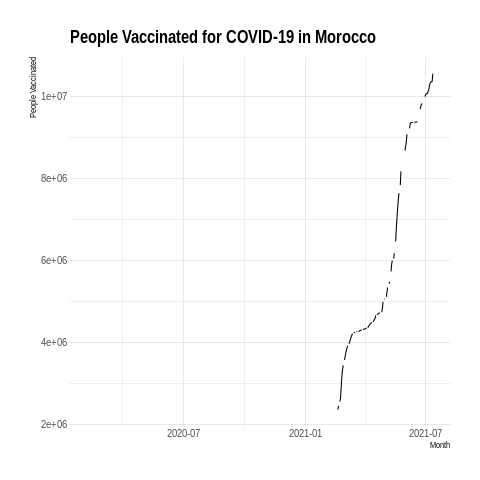 People Vaccinated for COVID-19 in Morocco
People Vaccinated
1e+07
8e+06
6e+06
4e+06
2e+06
2020-07
2021-01
2021-07
Month